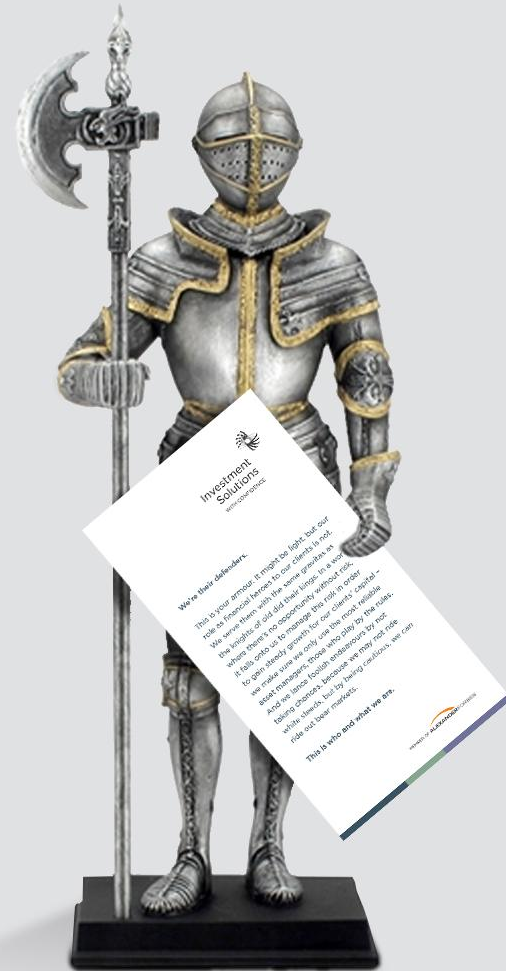 Investment
Solutions
WITH CONFIDENCE
We're their defenders.
This is your armour. It might be light, but our
role as financial heroes to our clients is not.
We serve them with the same gravitas as
the knights of old did their kings. In a world
where there's no opportunity without risk,
it falls onto us to manage this risk in order
to gain steady growth for our clients' capital –
we make sure we only use the most reliable
asset managers, those who play by the rules.
And we lance foolish endeavours by not
taking chances, because we may not ride
white steeds, but by being cautious, we can
ride out bear markets.
This is who and what we are.
MEMBER OF ALEXANDERFORBES